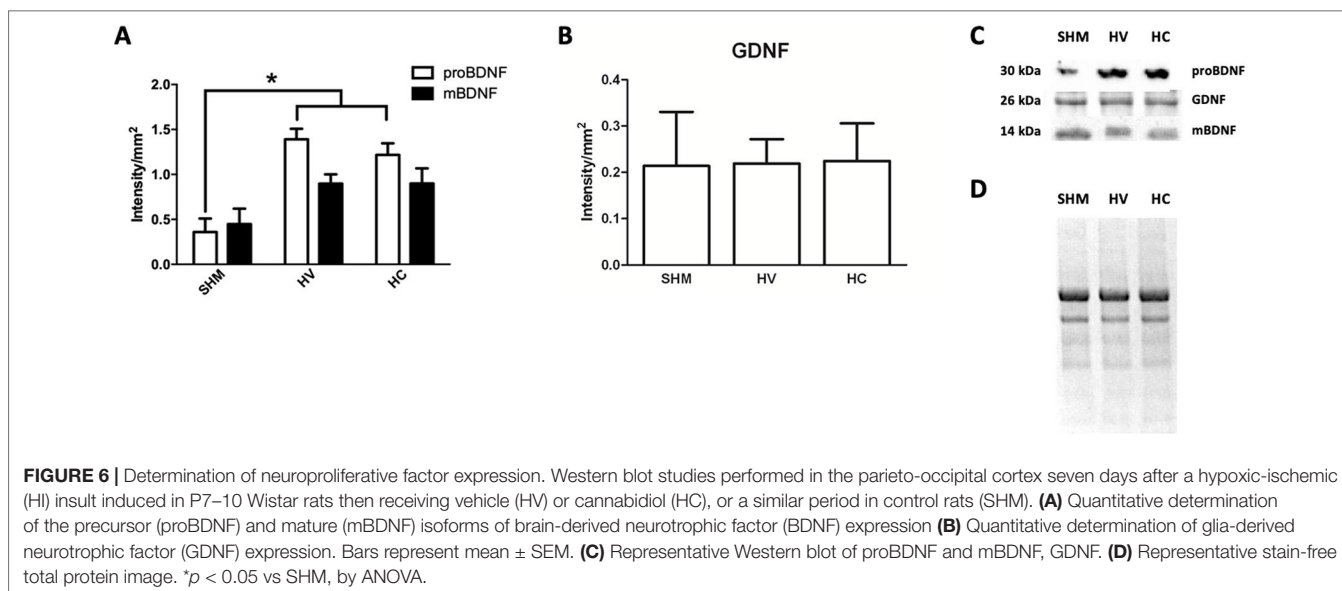 A
*
proBDNF
mBDNF
2.0
1.5
1.0
0.5
0.0
Intensity/mm²
SHM
HV
HC
B
GDNF
0.4
0.3
0.2
0.1
0.0
Intensity/mm²
SHM
HV
HC
C
SHM HV HC
30 kDa proBDNF
26 kDa GDNF
14 kDa mBDNF
D
SHM HV HC
FIGURE 6 | Determination of neuroproliferative factor expression. Western blot studies performed in the parieto-occipital cortex seven days after a hypoxic-ischemic
(HI) insult induced in P7–10 Wistar rats then receiving vehicle (HV) or cannabidiol (HC), or a similar period in control rats (SHM). (A) Quantitative determination
of the precursor (proBDNF) and mature (mBDNF) isoforms of brain-derived neurotrophic factor (BDNF) expression (B) Quantitative determination of glia-derived
neurotrophic factor (GDNF) expression. Bars represent mean ± SEM. (C) Representative Western blot of proBDNF and mBDNF, GDNF. (D) Representative stain-free
total protein image. *p < 0.05 vs SHM, by ANOVA.